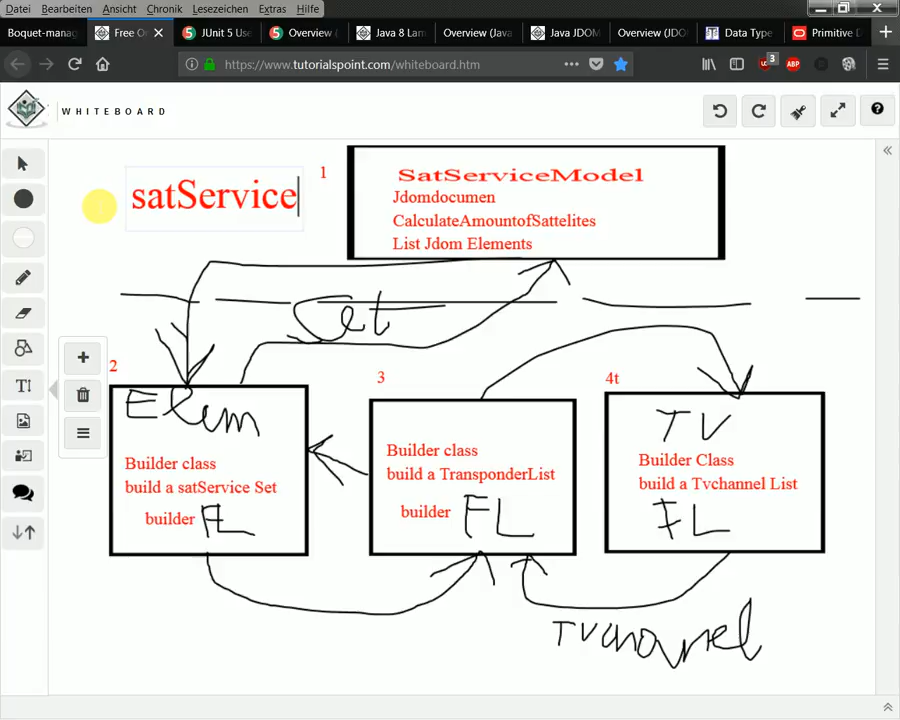 Datei Bearbeiten Ansicht Chronik Lesezeichen Extras Hilfe
Boquet-manag Free O JUnit 5 Use Overview ( Java 8 Lam Overview (Java Java JDOM Overview (JDO Data Type Primitive D
https://www.tutorialspoint.com/whiteboard.htm
3
ABP
WHITEBOARD
satService
1
SatServiceModel
Jdomdocumen
CalculateAmountofSattelites
List Jdom Elements
Set
2
Elem
Builder class
build a satService Set
builder FL
3
Builder class
build a TransponderList
builder FL
4t
TV
Builder Class
build a Tvchannel List
FL
TVchannel